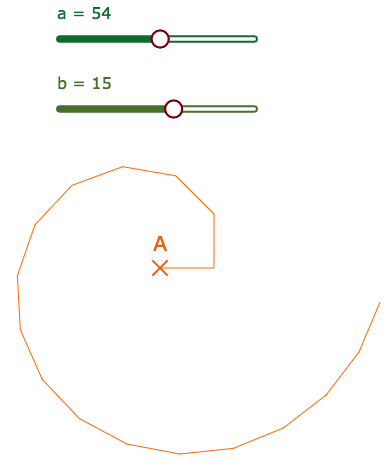 a = 54
b = 15
A